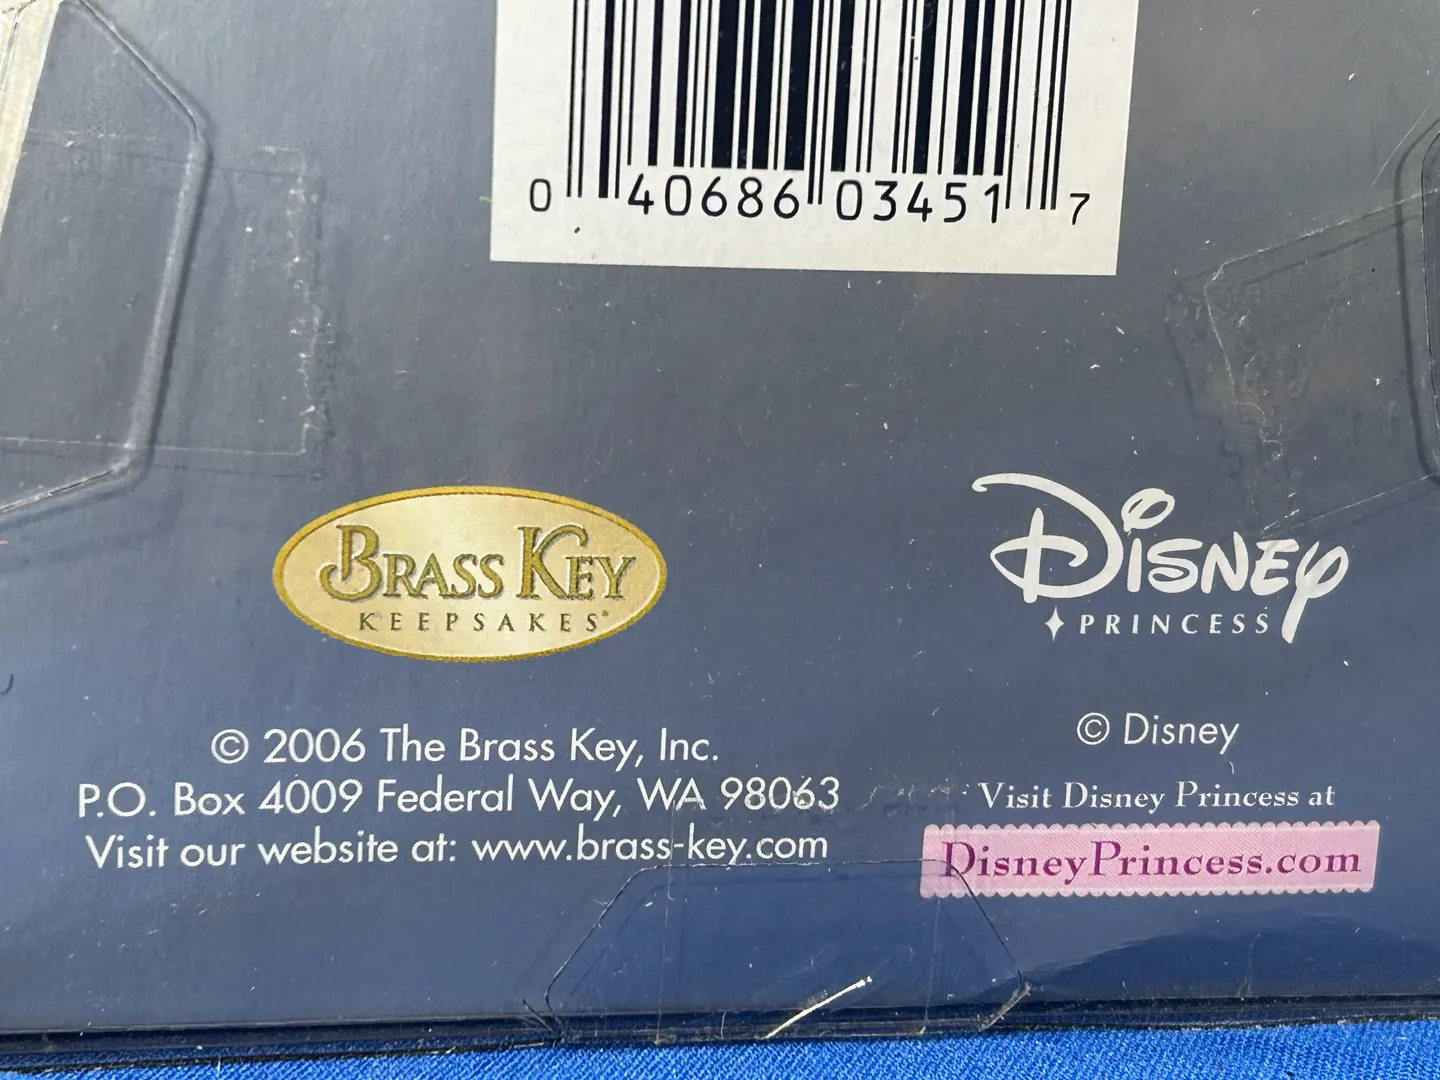 0 40686 03451 7
BRASS KEY
KEEPSAKES®
DISNEY
PRINCESS
© 2006 The Brass Key, Inc.
P.O. Box 4009 Federal Way, WA 98063
Visit our website at: www.brass-key.com
© Disney
Visit Disney Princess at
DisneyPrincess.com